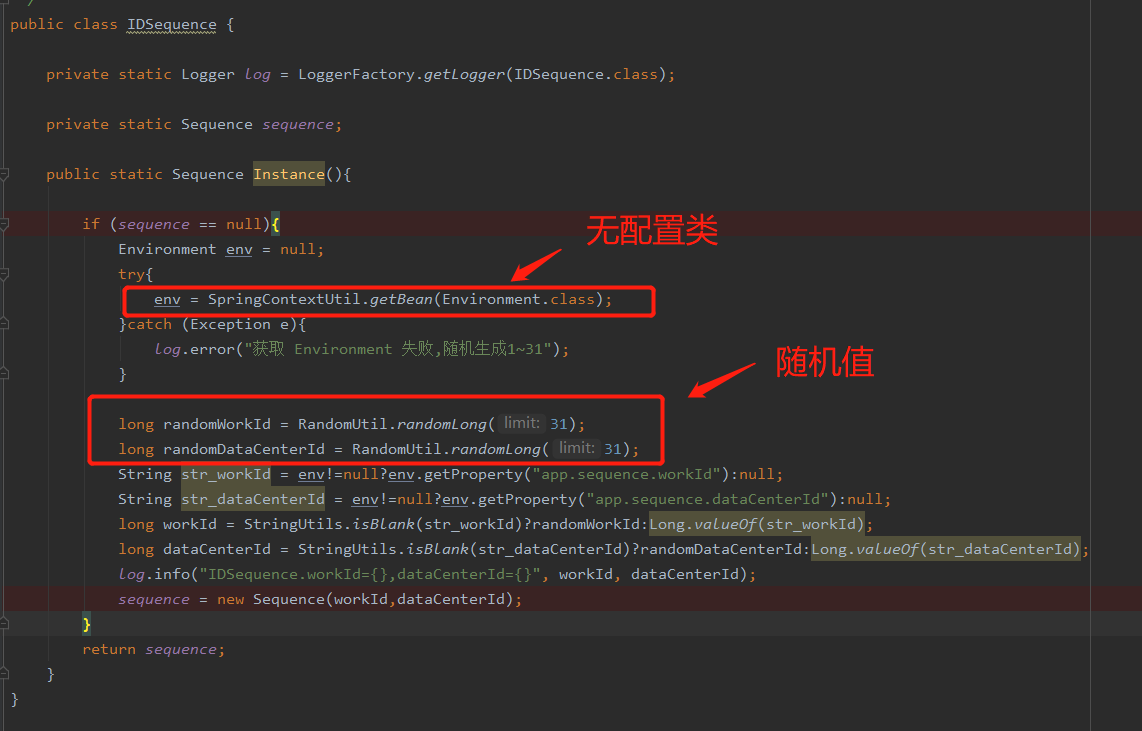 /
public class IDSequence {
private static Logger log = LoggerFactory.getLogger(IDSequence.class);
private static Sequence sequence;
public static Sequence Instance(){
if (sequence == null){
无配置类
Environment env = null;
try{
env = SpringContextUtil.getBean(Environment.class);
}catch (Exception e){
log.error("获取 Environment 失败,随机生成1~31");
随机值
}
long randomWorkId = RandomUtil.randomLong( limit: 31);
long randomDataCenterId = RandomUtil.randomLong( limit: 31);
String str_workId = env!=null?env.getProperty("app.sequence.workId"):null;
String str_dataCenterId = env!=null?env.getProperty("app.sequence.dataCenterId"):null;
long workId = StringUtils.isBlank(str_workId)?randomWorkId:Long.valueOf(str_workId);
long dataCenterId = StringUtils.isBlank(str_dataCenterId)?randomDataCenterId:Long.valueOf(str_dataCenterId);
log.info("IDSequence.workId={},dataCenterId={}", workId, dataCenterId);
sequence = new Sequence(workId,dataCenterId);
}
return sequence;
}
}